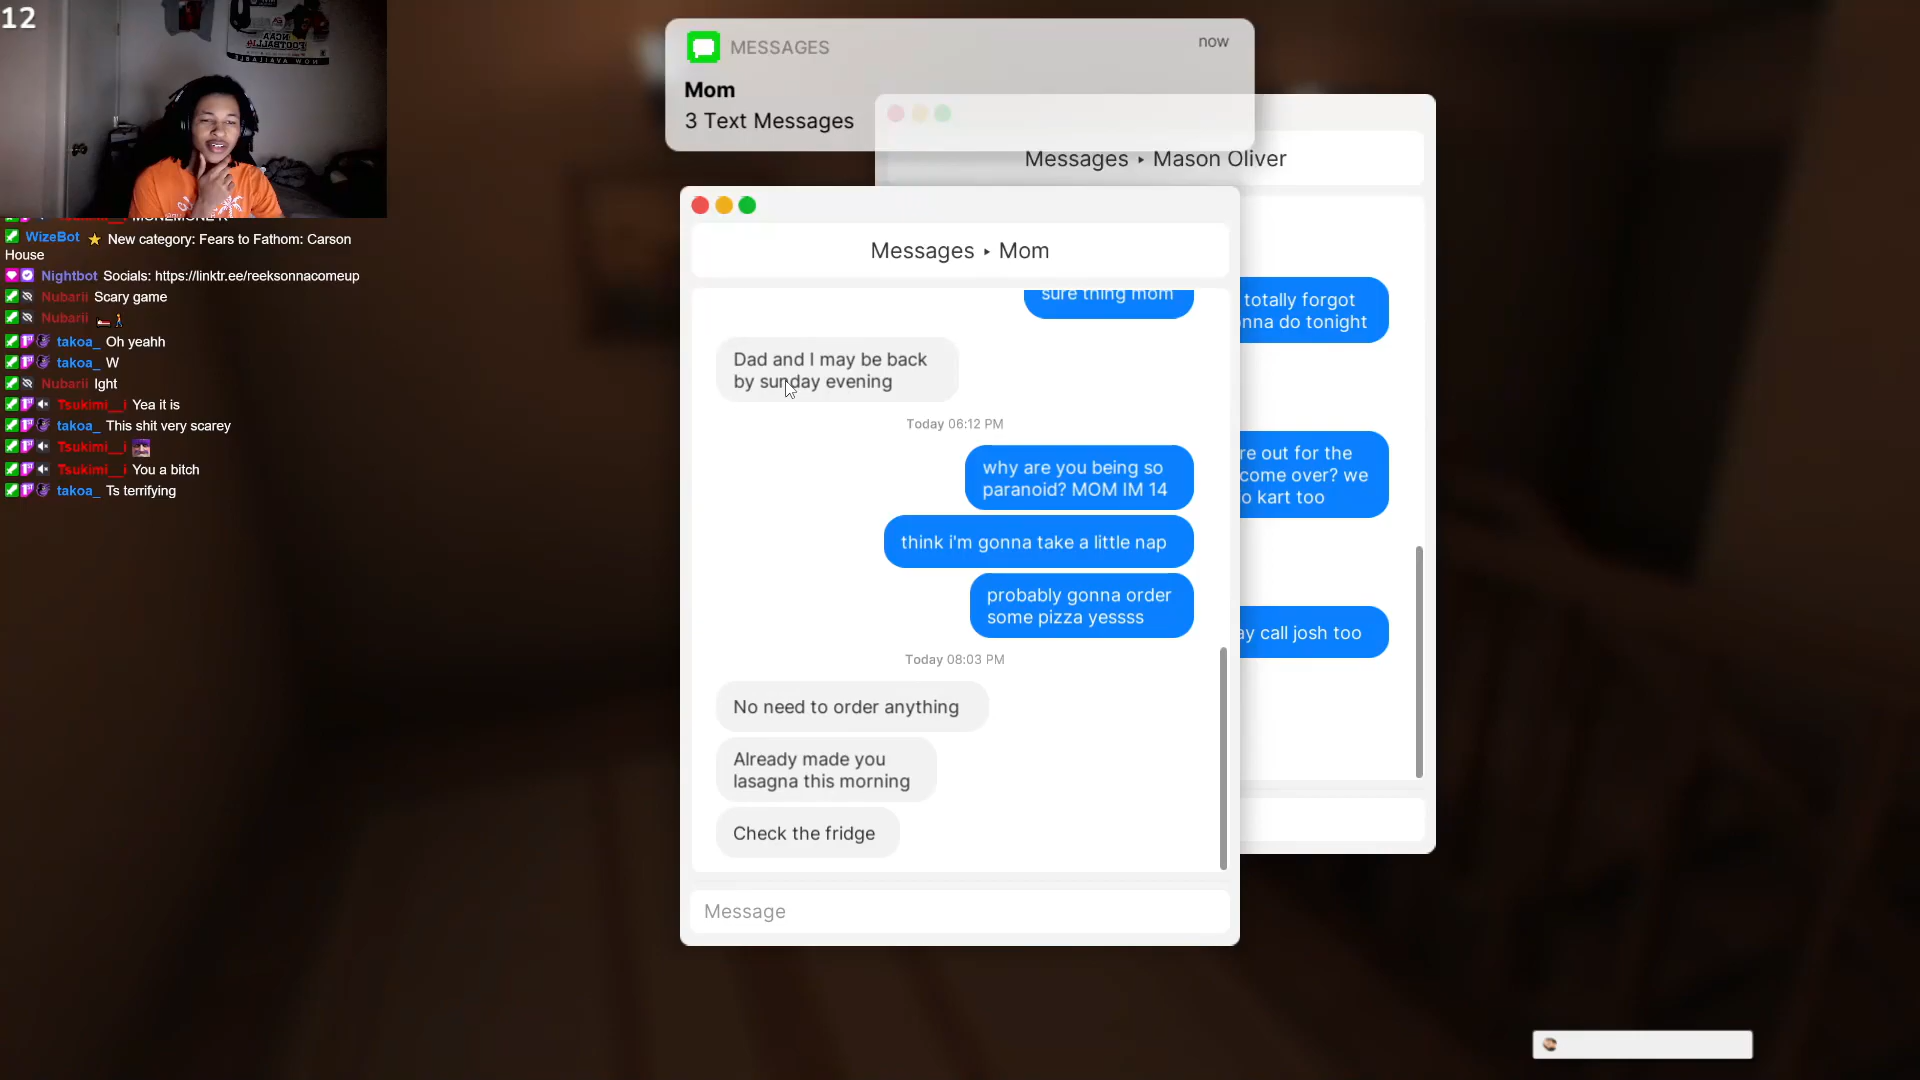 12
NCAA
FOOTBALL
NOW AVAILABLE
WizeBot ★ New category: Fears to Fathom: Carson
House
Nightbot Socials: https://linktr.ee/reeksonnacomeup
Nubarii Scary game
Nubarii
takoa_ Oh yeahh
takoa_ W
Nubarii Ight
Tsukimi__i Yea it is
takoa_ This shit very scarey
Tsukimi__i
Tsukimi__i You a bitch
takoa_ Ts terrifying
MESSAGES
now
Mom
3 Text Messages
Messages ‣ Mason Oliver
totally forgot
nna do tonight
re out for the
come over? we
o kart too
ay call josh too
Messages ‣ Mom
sure thing mom
Dad and I may be back
by sunday evening
Today 06:12 PM
why are you being so
paranoid? MOM IM 14
think i'm gonna take a little nap
probably gonna order
some pizza yessss
Today 08:03 PM
No need to order anything
Already made you
lasagna this morning
Check the fridge
Message